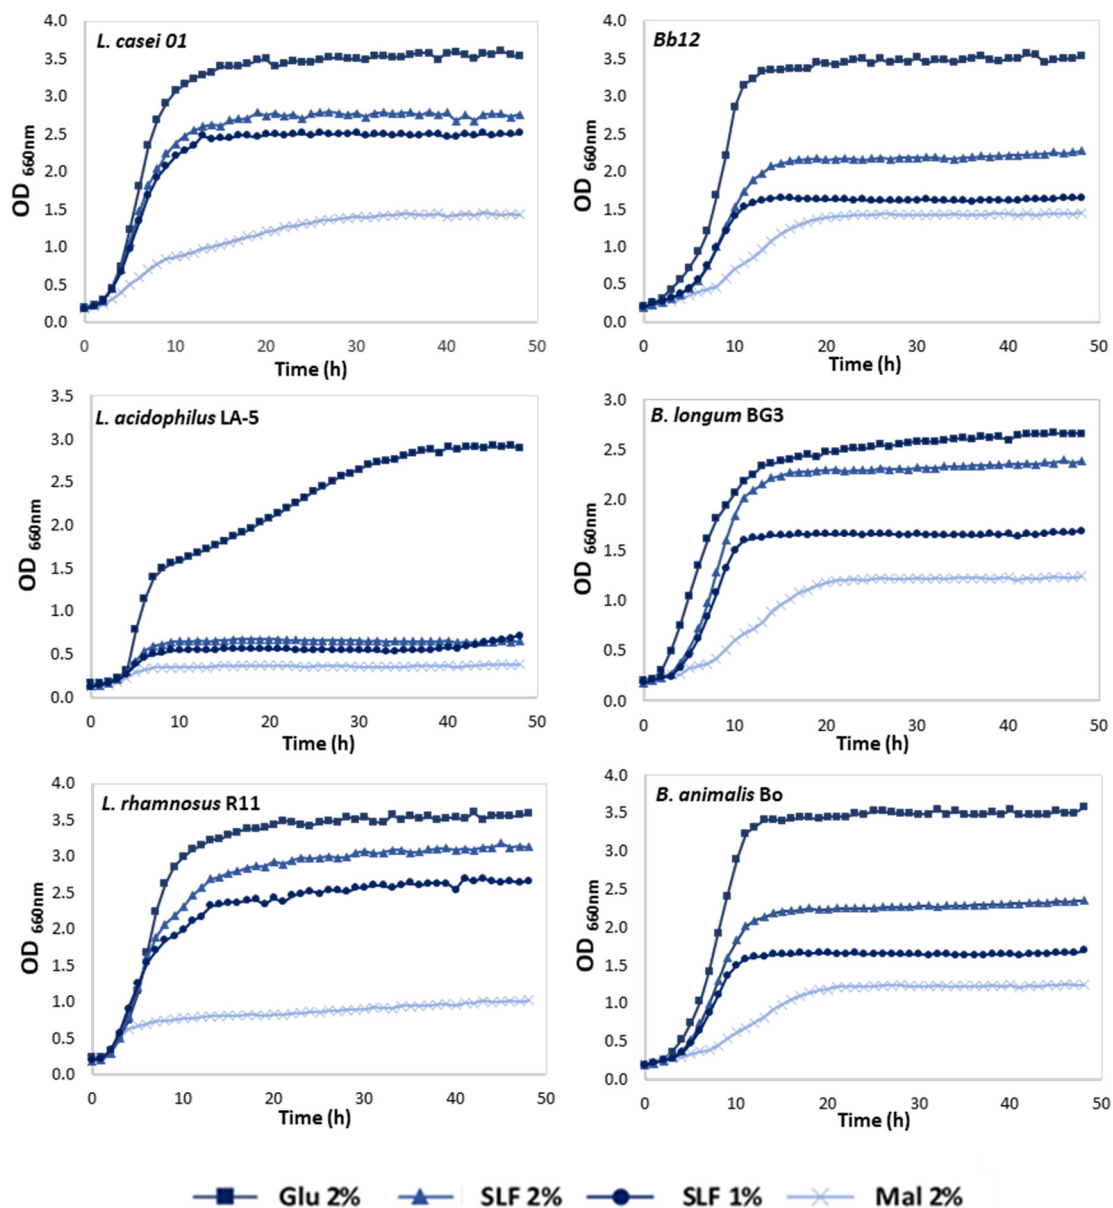 L. casei 01
4.0
3.5
3.0
2.5
2.0
1.5
1.0
0.5
0.0
OD 660nm
0 10 20 30 40 50
Time (h)
Bb12
4.0
3.5
3.0
2.5
2.0
1.5
1.0
0.5
0.0
OD 660nm
0 10 20 30 40 50
Time (h)
L. acidophilus LA-5
3.5
3.0
2.5
2.0
1.5
1.0
0.5
0.0
OD 660nm
0 10 20 30 40 50
Time (h)
B. longum BG3
3.0
2.5
2.0
1.5
1.0
0.5
0.0
OD 660nm
0 10 20 30 40 50
Time (h)
L. rhamnosus R11
4.0
3.5
3.0
2.5
2.0
1.5
1.0
0.5
0.0
OD 660nm
0 10 20 30 40 50
Time (h)
B. animalis Bo
4.0
3.5
3.0
2.5
2.0
1.5
1.0
0.5
0.0
OD 660nm
0 10 20 30 40 50
Time (h)
Glu 2% SLF 2% SLF 1% Mal 2%